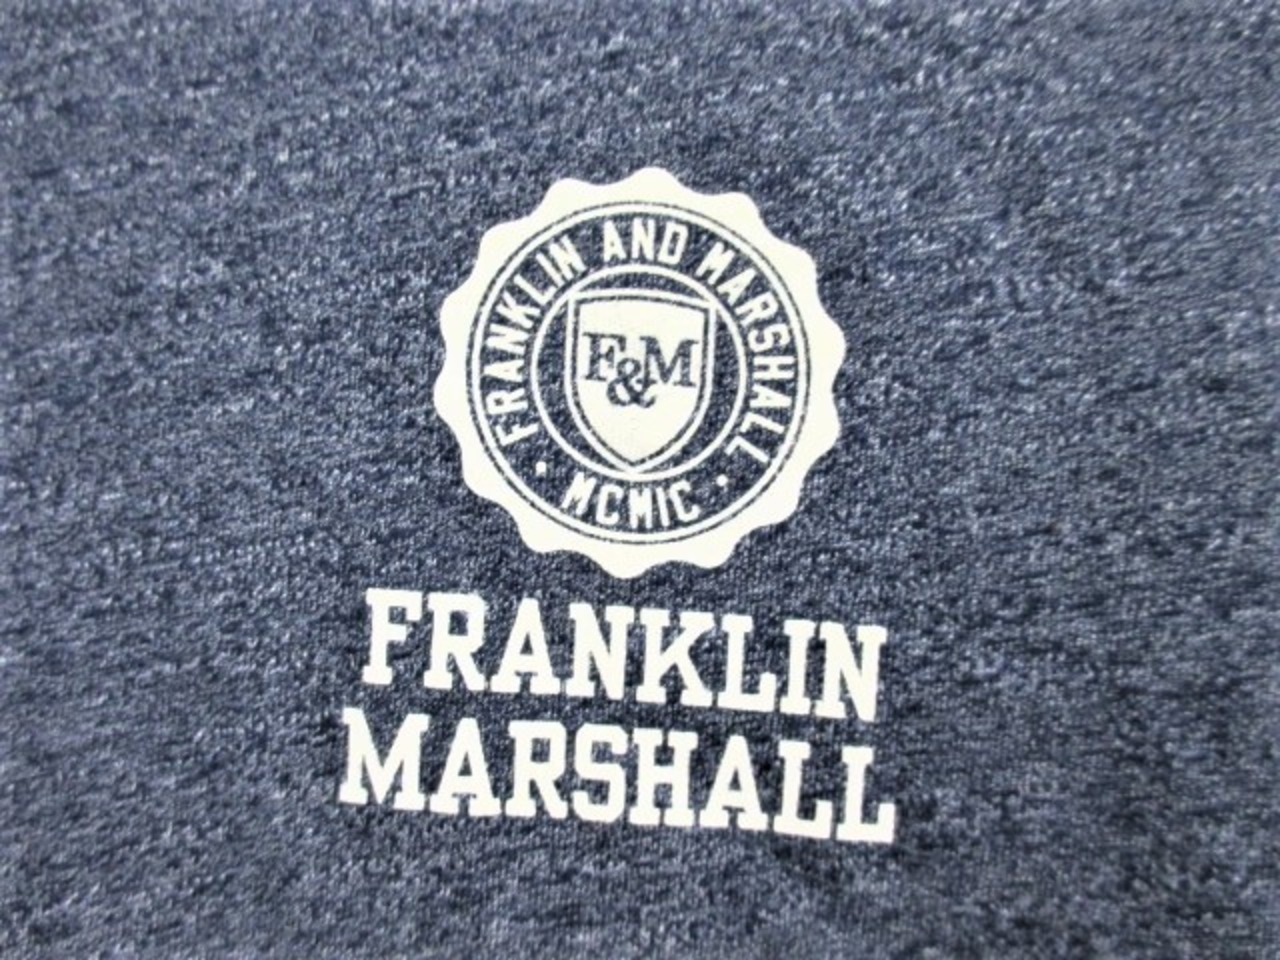 FRANKLIN AND MARSHALL
F&M
· MCMIC ·
FRANKLIN
MARSHALL